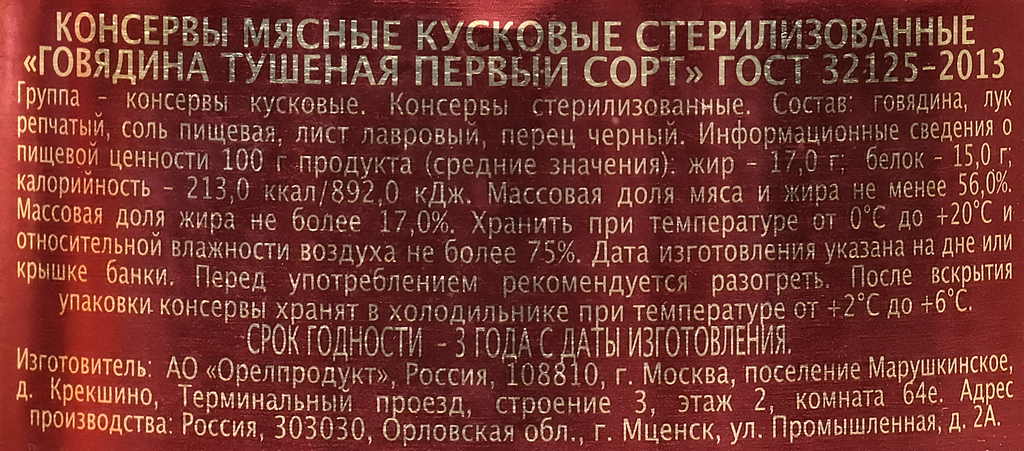 КОНСЕРВЫ МЯСНЫЕ КУСКОВЫЕ СТЕРИЛИЗОВАННЫЕ
«ГОВЯДИНА ТУШЕНАЯ ПЕРВЫЙ СОРТ» ГОСТ 32125-2013
Группа - консервы кусковые. Консервы стерилизованные. Состав: говядина, лук
репчатый, соль пищевая, лист лавровый, перец черный. Информационные сведения о
пищевой ценности 100 г продукта (средние значения): жир - 17,0 г; белок - 15,0 г;
калорийность - 213,0 ккал/892,0 кДж. Массовая доля мяса и жира не менее 56,0%.
Массовая доля жира не более 17,0%. Хранить при температуре от 0°С до +20°С и
относительной влажности воздуха не более 75%. Дата изготовления указана на дне или
крышке банки. Перед употреблением рекомендуется разогреть. После вскрытия
упаковки консервы хранят в холодильнике при температуре от +2°С до +6°С.
СРОК ГОДНОСТИ - 3 ГОДА С ДАТЫ ИЗГОТОВЛЕНИЯ.
Изготовитель: АО «Орелпродукт», Россия, 108810, г. Москва, поселение Марушкинское,
д. Крекшино, Терминальный проезд, строение 3, этаж 2, комната 64е. Адрес
производства: Россия, 303030, Орловская обл., г. Мценск, ул. Промышленная, д. 2А.